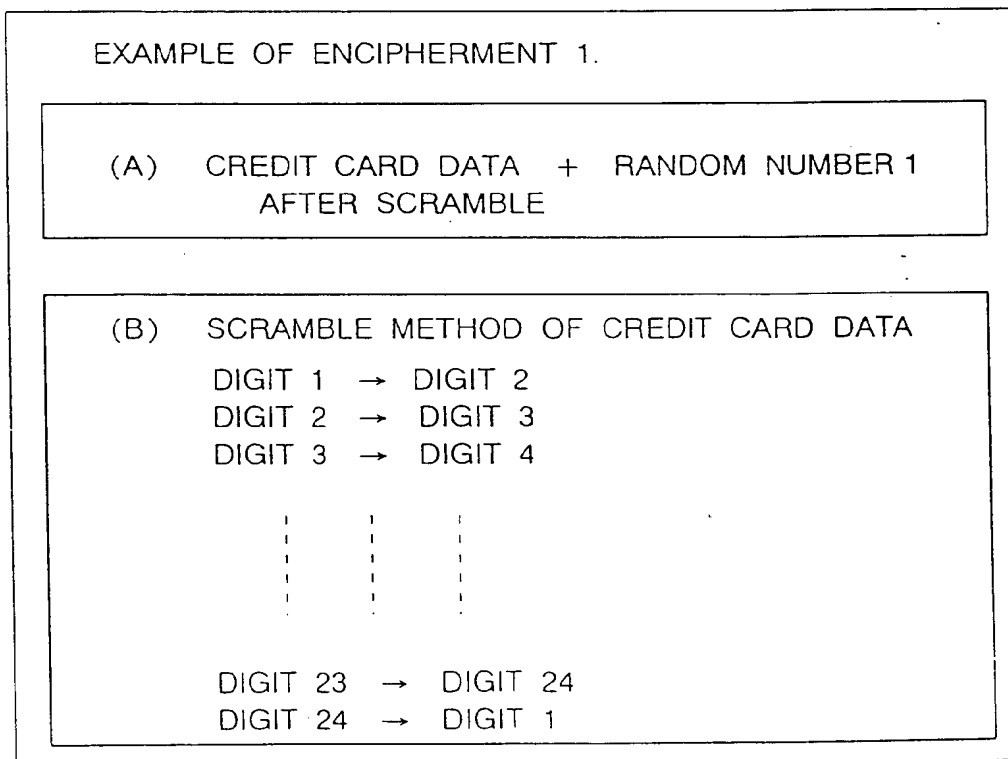 EXAMPLE OF ENCIPHERMENT 1.
(A) CREDIT CARD DATA + RANDOM NUMBER 1
AFTER SCRAMBLE
(B) SCRAMBLE METHOD OF CREDIT CARD DATA
DIGIT 1 → DIGIT 2
DIGIT 2 → DIGIT 3
DIGIT 3 → DIGIT 4
DIGIT 23 → DIGIT 24
DIGIT 24 → DIGIT 1